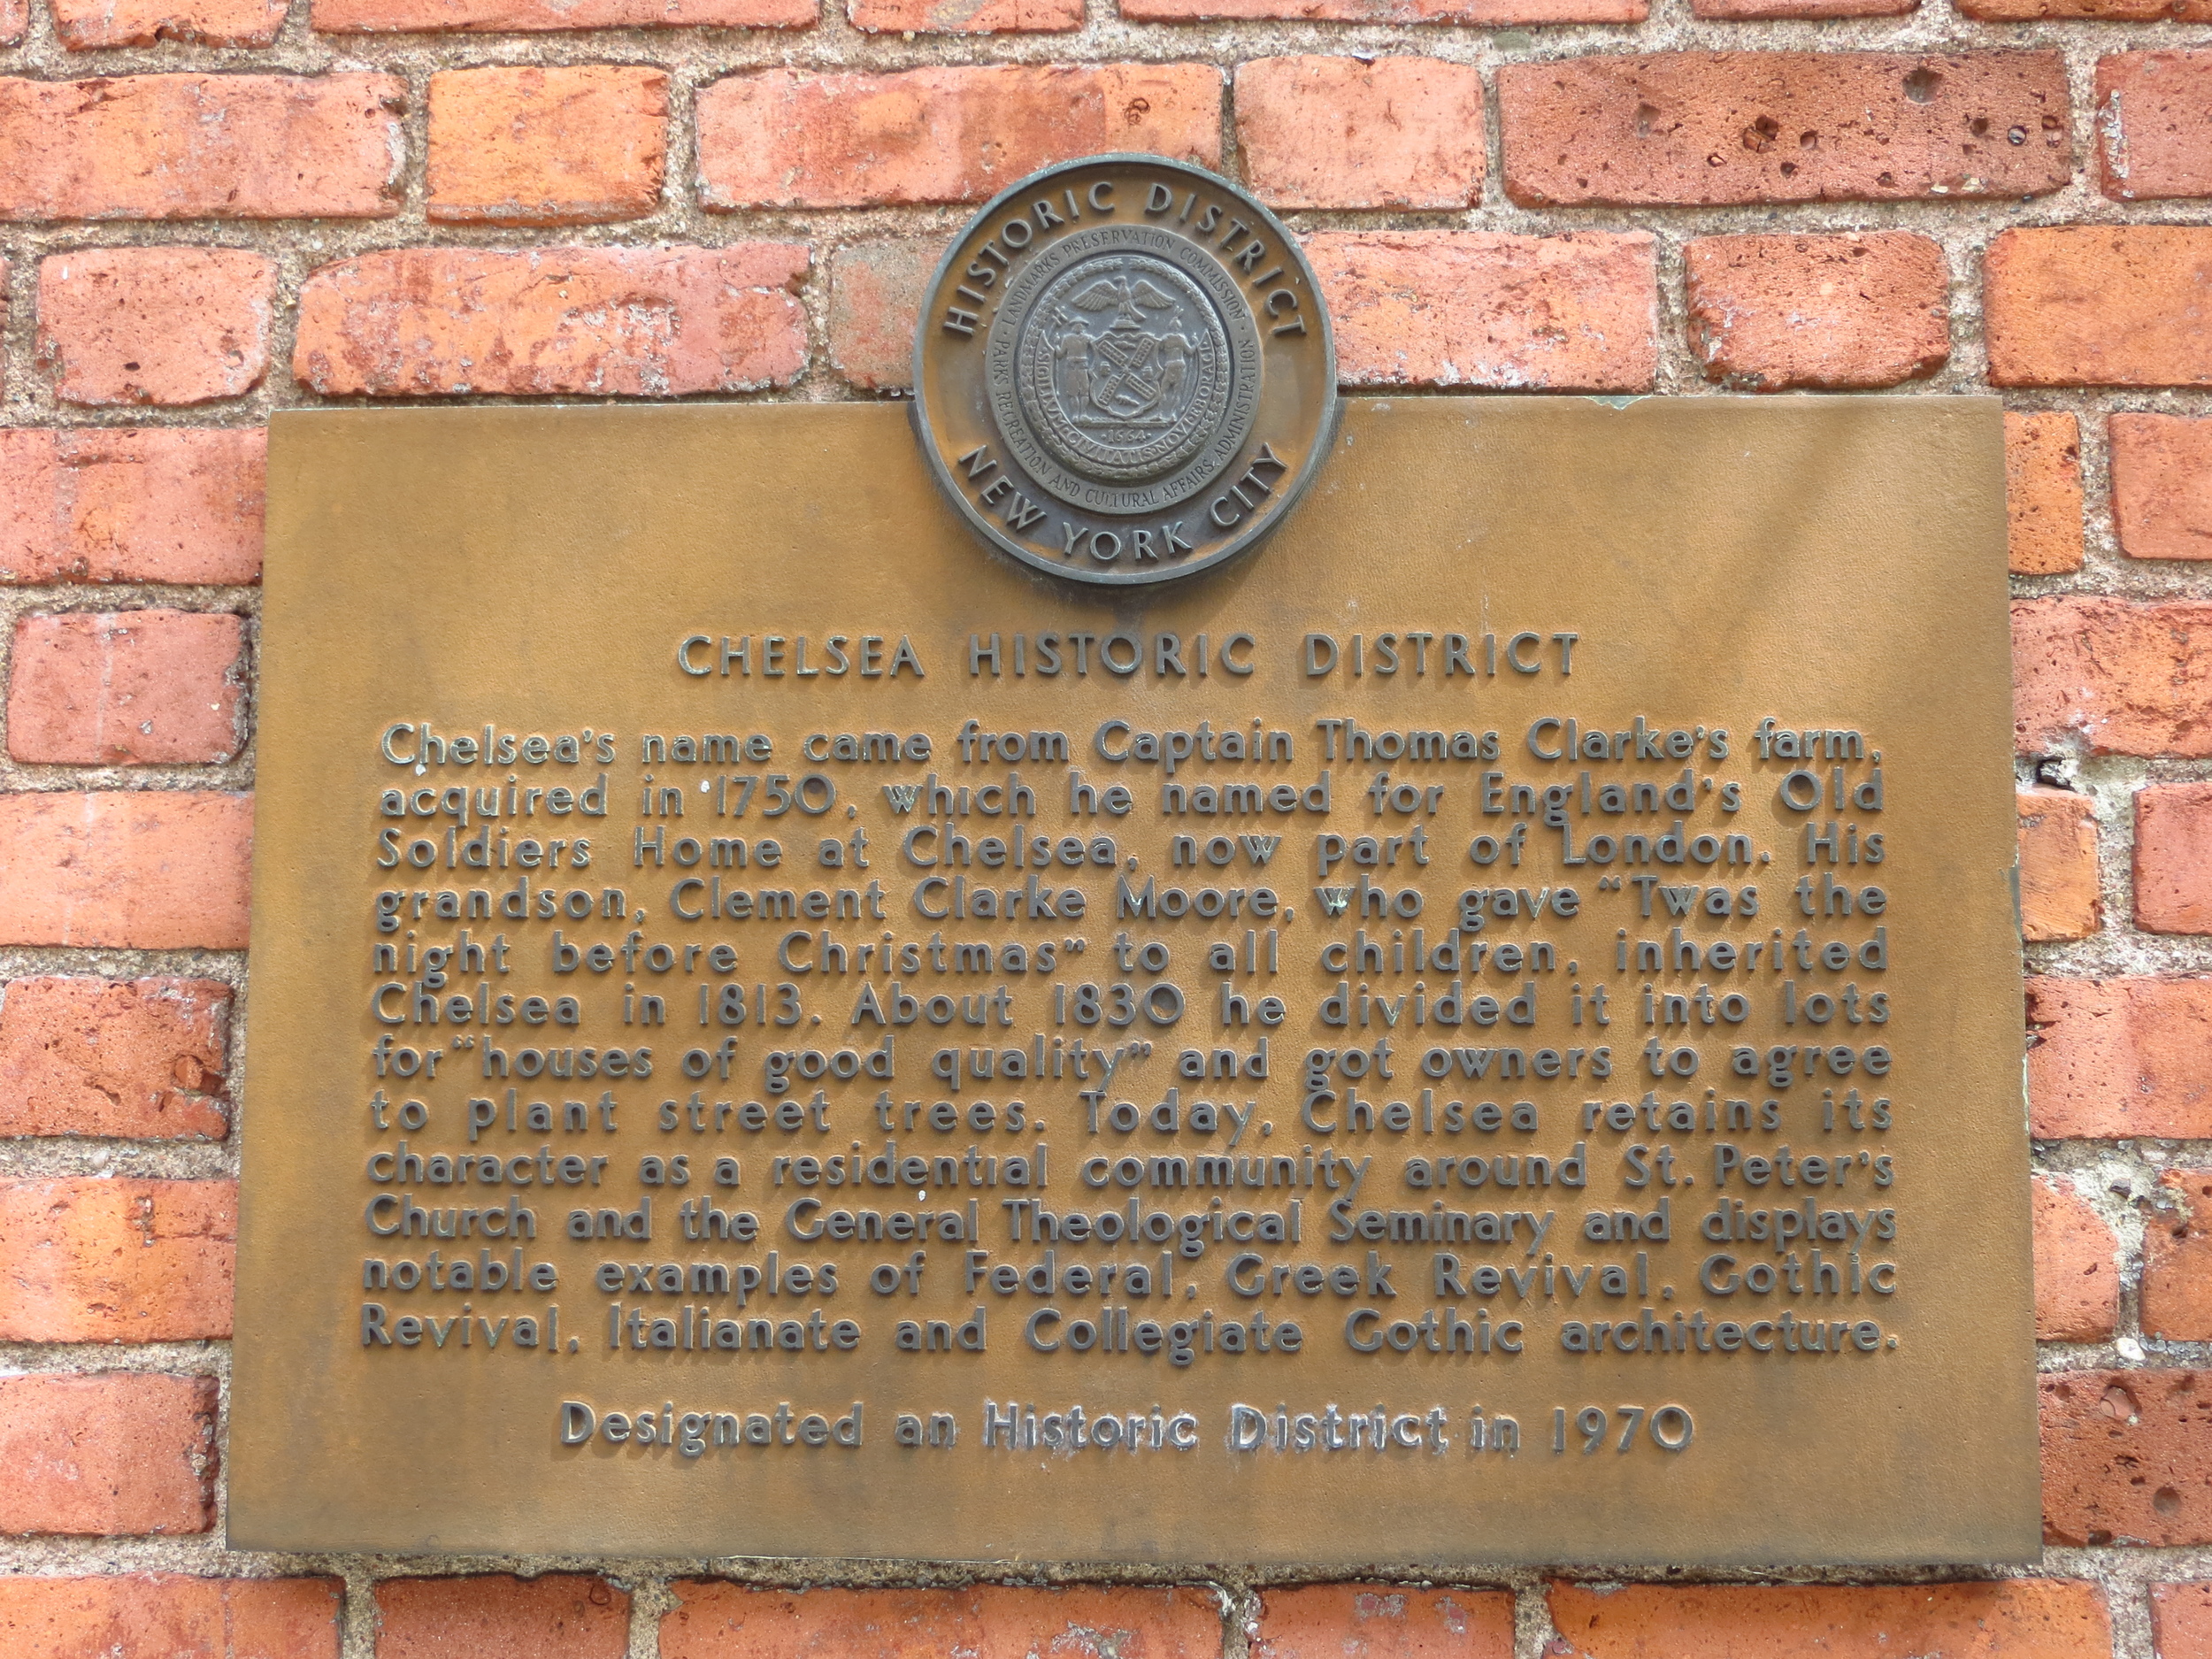 HISTORIC DISTRICT
LANDMARKS PRESERVATION COMMISSION
PARKS RECREATION AND CULTURAL AFFAIRS ADMINISTRATION
SIGILLVM CIVITATIS NOVI EBORACI
1664
NEW YORK CITY
CHELSEA HISTORIC DISTRICT
Chelsea's name came from Captain Thomas Clarke's farm,
acquired in 1750, which he named for England's Old
Soldiers Home at Chelsea, now part of London. His
grandson, Clement Clarke Moore, who gave "Twas the
night before Christmas" to all children, inherited
Chelsea in 1813. About 1830 he divided it into lots
for "houses of good quality" and got owners to agree
to plant street trees. Today, Chelsea retains its
character as a residential community around St. Peter's
Church and the General Theological Seminary and displays
notable examples of Federal, Greek Revival, Gothic
Revival, Italianate and Collegiate Gothic architecture.
Designated an Historic District in 1970